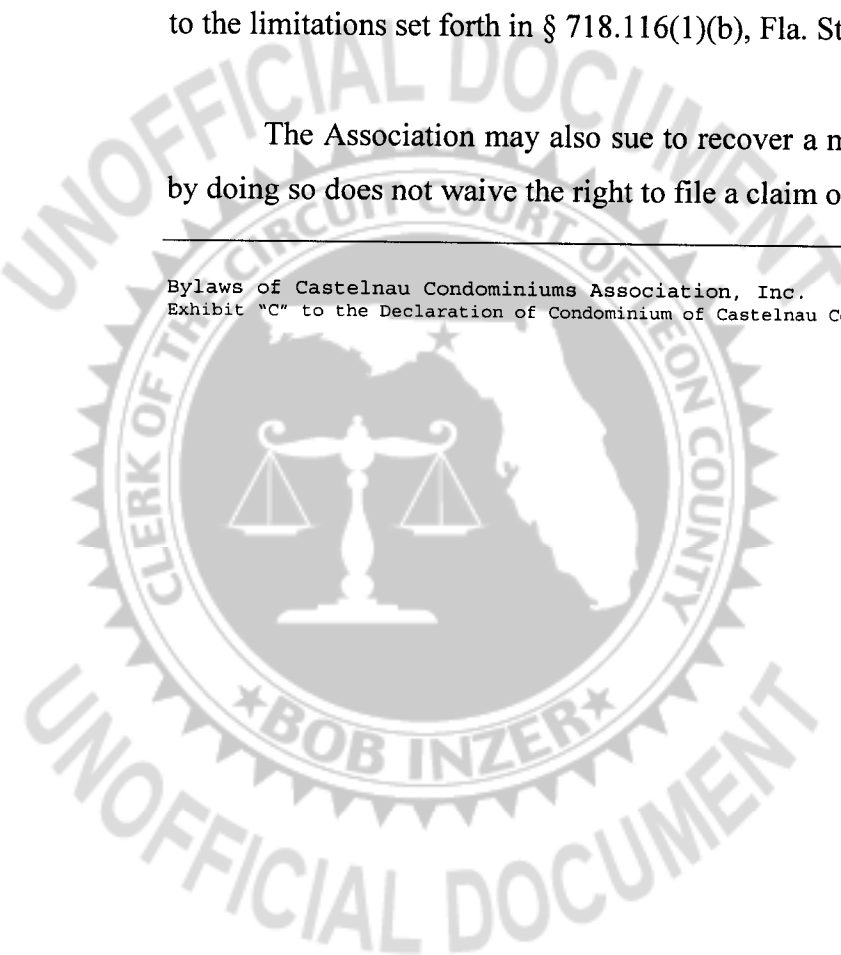 to the limitations set forth in § 718.116(1)(b), Fla. St
The Association may also sue to recover a m
by doing so does not waive the right to file a claim o
Bylaws of Castelnau Condominiums Association, Inc.
Exhibit "C" to the Declaration of Condominium of Castelnau C
UNOFFICIAL DOCUMENT
CLERK OF THE CIRCUIT COURT OF LEON COUNTY
★BOB INZER★
UNOFFICIAL DOCUMENT